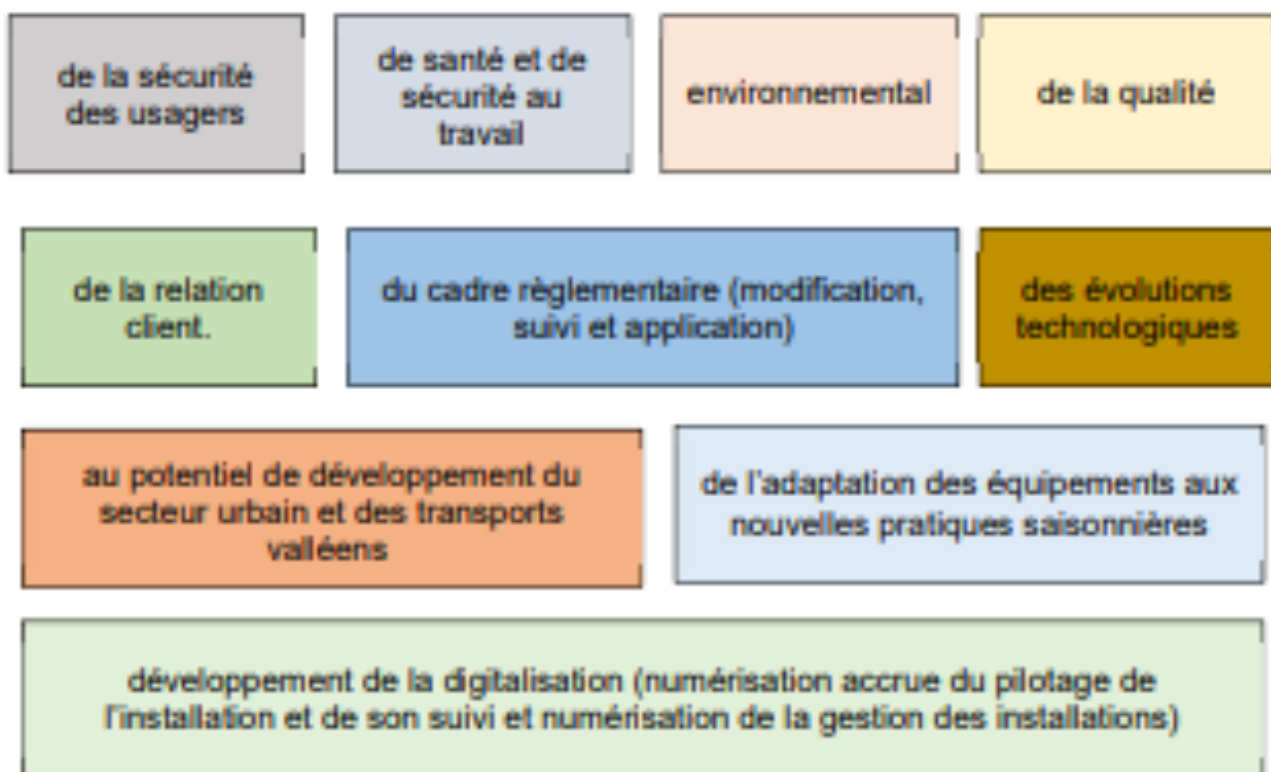 de la sécurité
des usagers
de santé et de
sécurité au
travail
environnemental
de la qualité
de la relation
client.
du cadre règlementaire (modification,
suivi et application)
des évolutions
technologiques
au potentiel de développement du
secteur urbain et des transports
valléens
de l'adaptation des équipements aux
nouvelles pratiques saisonnières
développement de la digitalisation (numérisation accrue du pilotage de
l'installation et de son suivi et numérisation de la gestion des installations)